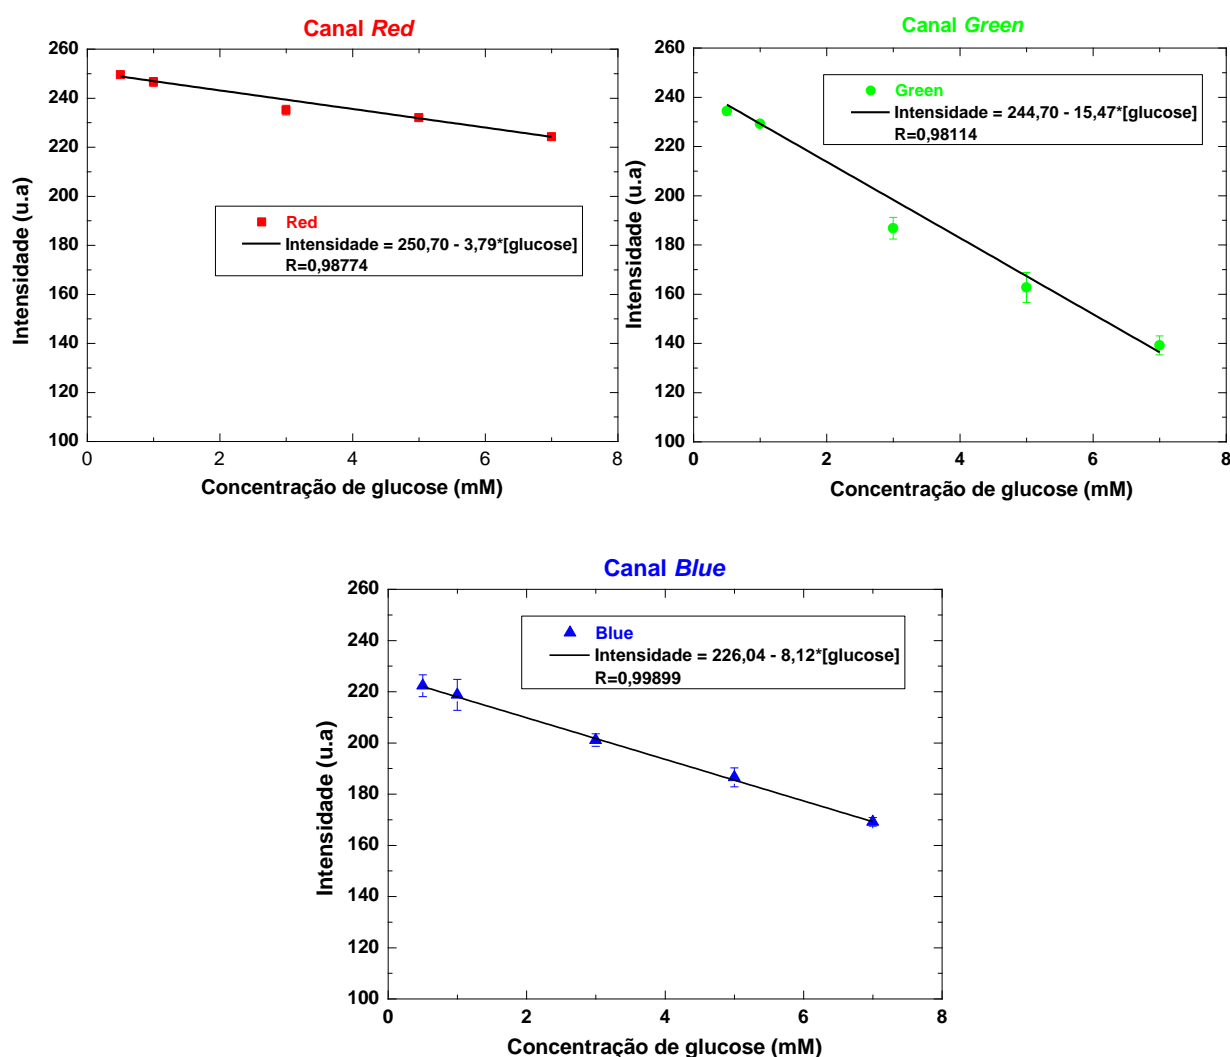 Canal Red
260
240
220
200
180
160
140
120
100
Intensidade (u.a)
Red
Intensidade = 250,70 - 3,79*[glucose]
R=0,98774
0 2 4 6 8
Concentração de glucose (mM)
Canal Green
260
240
220
200
180
160
140
120
100
Intensidade (u.a)
Green
Intensidade = 244,70 - 15,47*[glucose]
R=0,98114
0 2 4 6 8
Concentração de glucose (mM)
Canal Blue
260
240
220
200
180
160
140
120
100
Intensidade (u.a)
Blue
Intensidade = 226,04 - 8,12*[glucose]
R=0,99899
0 2 4 6 8
Concentração de glucose (mM)